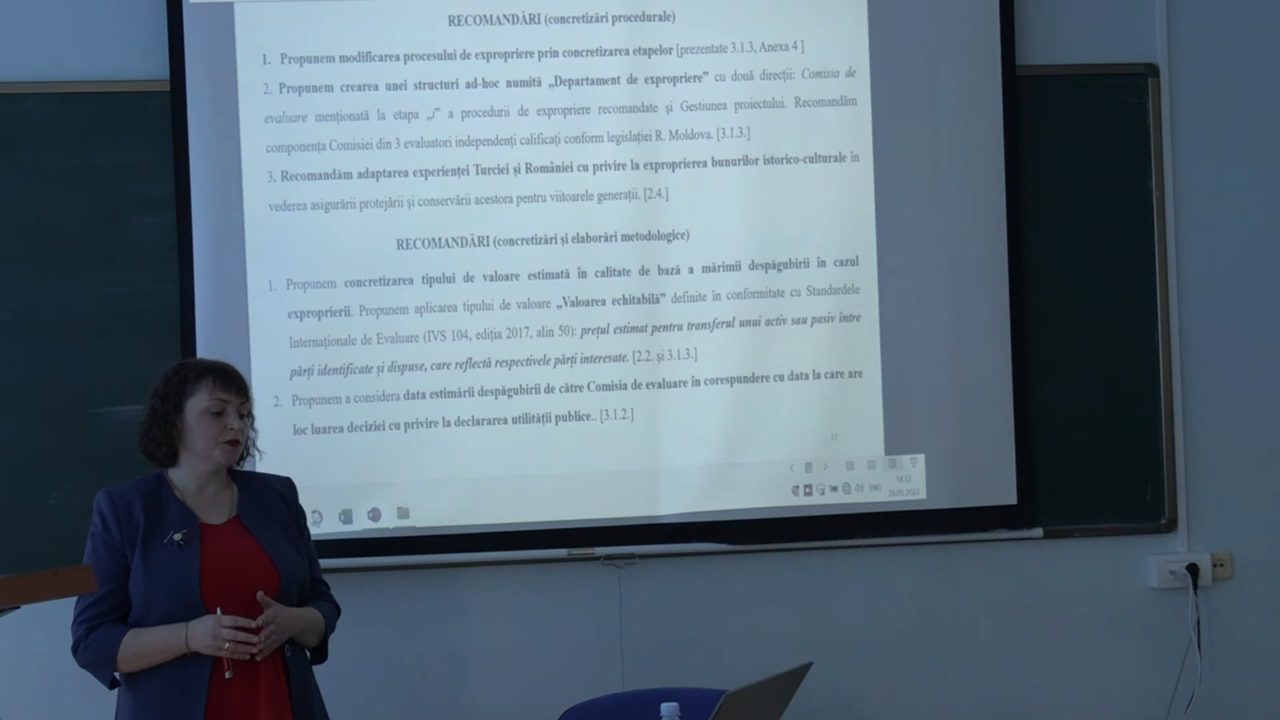 RECOMANDĂRI (concretizări procedurale)
1. Propunem modificarea procesului de expropriere prin concretizarea etapelor [prezentate 3.1.3, Anexa 4 ]
2. Propunem crearea unei structuri ad-hoc numită „Departament de expropriere” cu două direcții: Comisia de
evaluare menționată la etapa „j” a procedurii de expropriere recomandate și Gestiunea proiectului. Recomandăm
componența Comisiei din 3 evaluatori independenți calificați conform legislației R. Moldova. [3.1.3.]
3. Recomandăm adaptarea experienței Turciei și României cu privire la exproprierea bunurilor istorico-culturale în
vederea asigurării protejării și conservării acestora pentru viitoarele generații. [2.4.]
RECOMANDĂRI (concretizări și elaborări metodologice)
1. Propunem concretizarea tipului de valoare estimată în calitate de bază a mărimii despăgubirii în cazul
exproprierii. Propunem aplicarea tipului de valoare „Valoarea echitabilă” definite în conformitate cu Standardele
Internaționale de Evaluare (IVS 104, ediția 2017, alin 50): prețul estimat pentru transferul unui activ sau pasiv între
părți identificate și dispuse, care reflectă respectivele părți interesate. [2.2. și 3.1.3.]
2. Propunem a considera data estimării despăgubirii de către Comisia de evaluare în corespundere cu data la care are
loc luarea deciziei cu privire la declararea utilității publice.. [3.1.2.]
17
ENG
26.05.2022